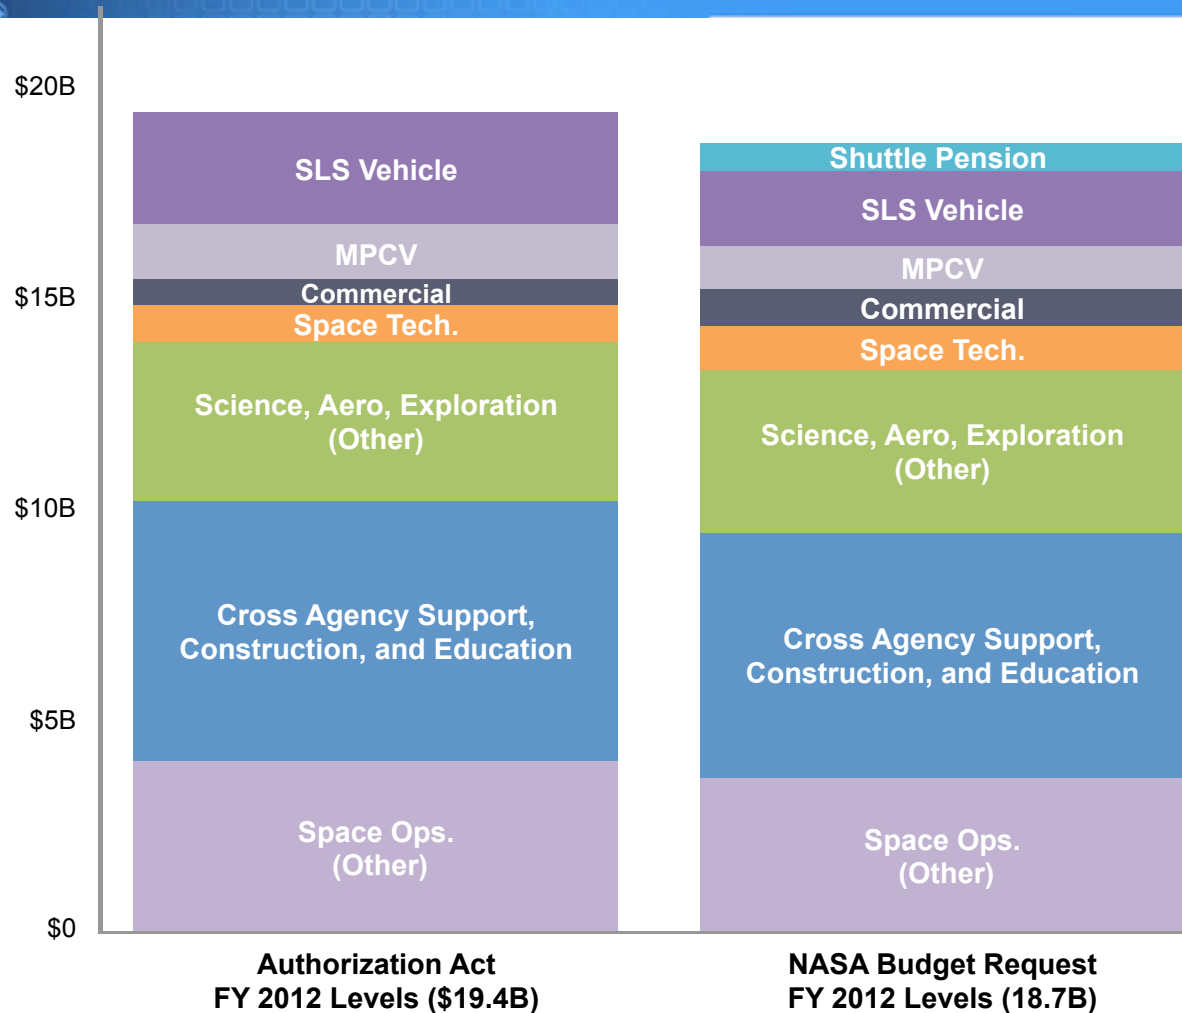 $20B
$15B
$10B
$5B
$0
SLS Vehicle
MPCV
Commercial
Space Tech.
Science, Aero, Exploration
(Other)
Cross Agency Support,
Construction, and Education
Space Ops.
(Other)
Authorization Act
FY 2012 Levels ($19.4B)
Shuttle Pension
SLS Vehicle
MPCV
Commercial
Space Tech.
Science, Aero, Exploration
(Other)
Cross Agency Support,
Construction, and Education
Space Ops.
(Other)
NASA Budget Request
FY 2012 Levels (18.7B)